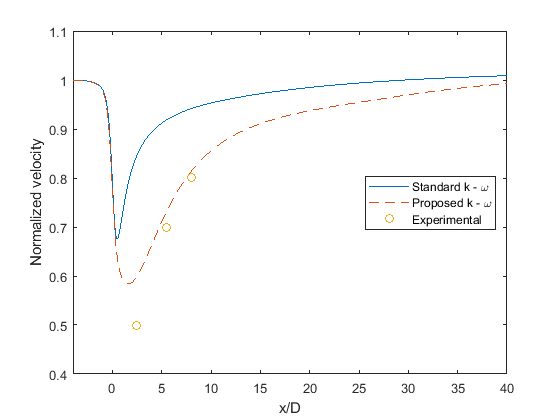 1.1
1
0.9
0.8
0.7
0.6
0.5
0.4
Normalized velocity
Standard k - ω
Proposed k - ω
Experimental
0 5 10 15 20 25 30 35 40
x/D